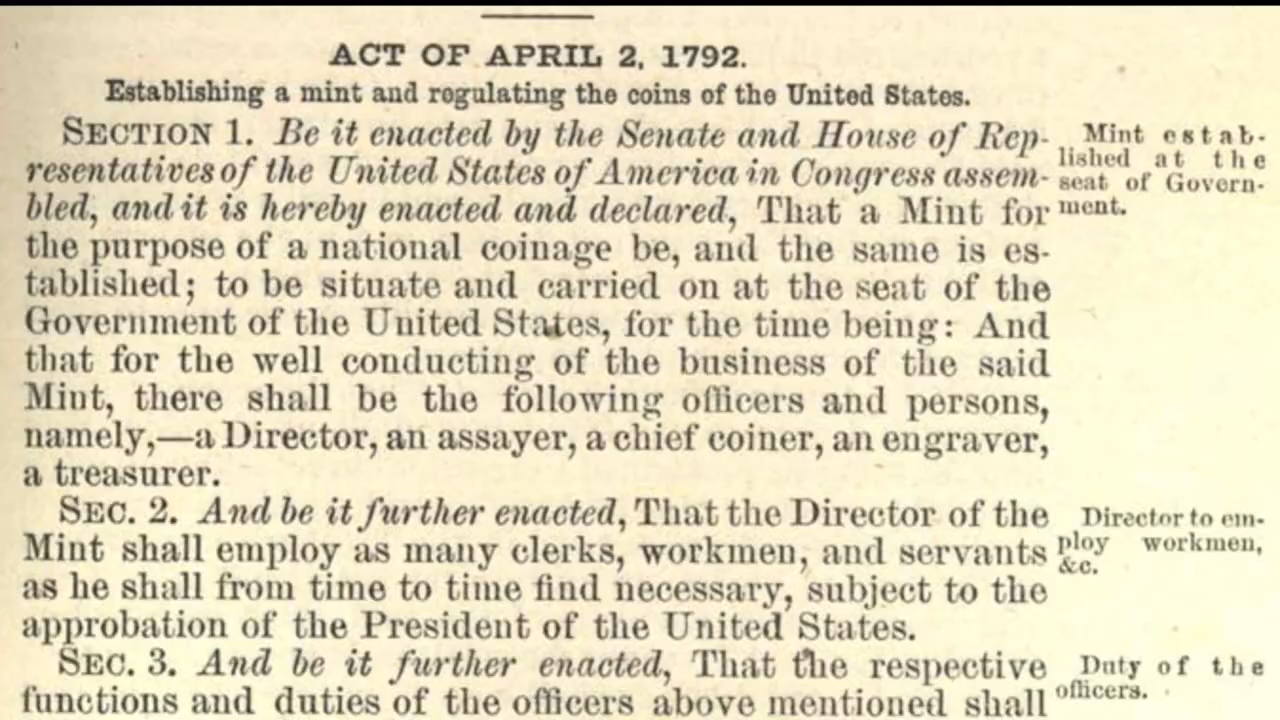 ACT OF APRIL 2, 1792.
Establishing a mint and regulating the coins of the United States.
SECTION 1. Be it enacted by the Senate and House of Rep-
resentatives of the United States of America in Congress assem-
bled, and it is hereby enacted and declared, That a Mint for
the purpose of a national coinage be, and the same is es-
tablished; to be situate and carried on at the seat of the
Government of the United States, for the time being: And
that for the well conducting of the business of the said
Mint, there shall be the following officers and persons,
namely,—a Director, an assayer, a chief coiner, an engraver,
a treasurer.
Mint estab-
lished at the
seat of Govern-
ment.
SEC. 2. And be it further enacted, That the Director of the
Mint shall employ as many clerks, workmen, and servants
as he shall from time to time find necessary, subject to the
approbation of the President of the United States.
Director to em-
ploy workmen,
&c.
SEC. 3. And be it further enacted, That the respective
functions and duties of the officers above mentioned shall
Duty of the
officers.